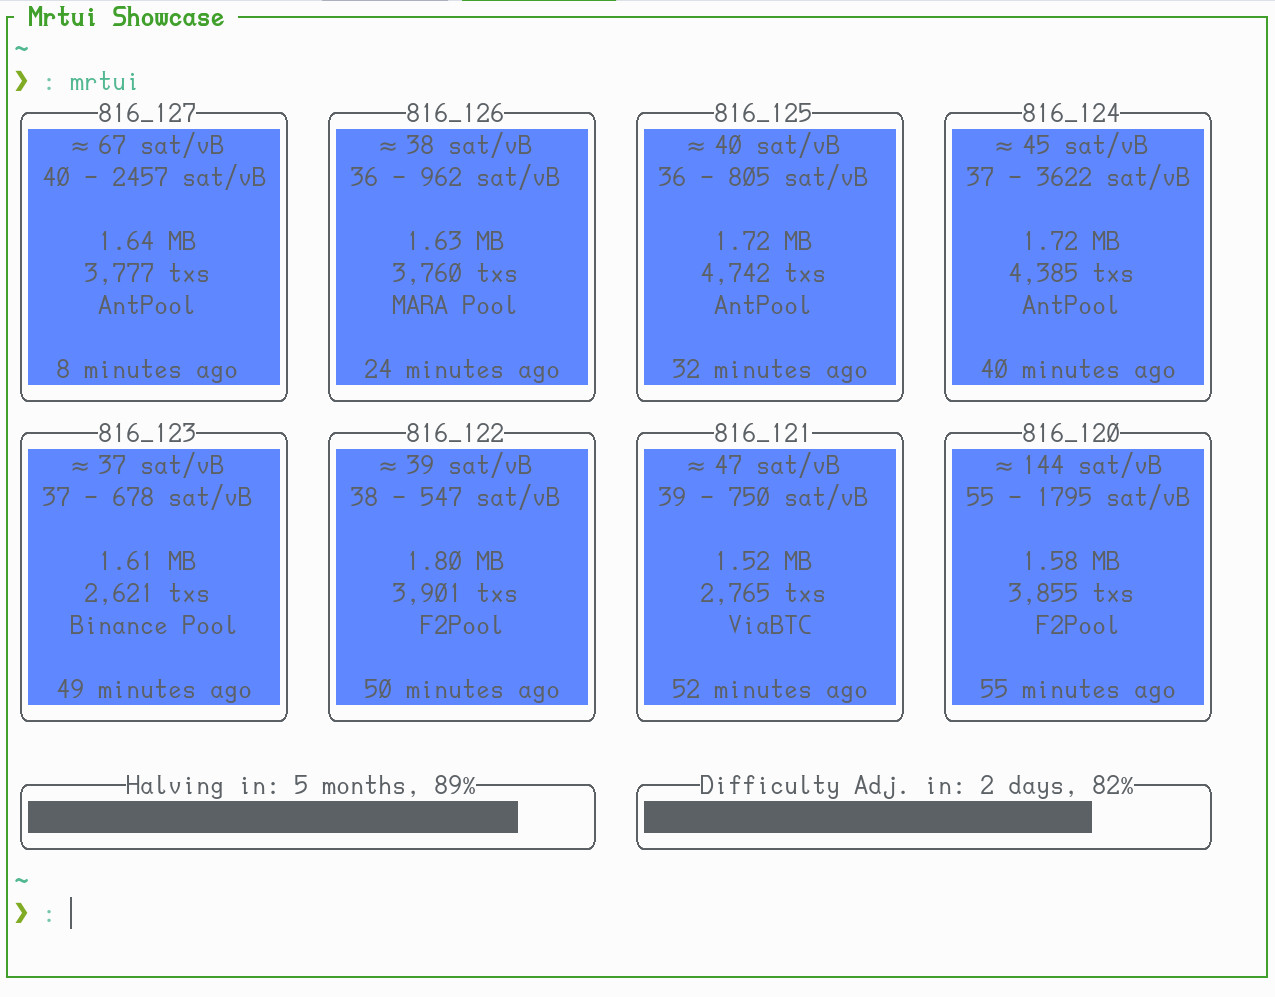 Mrtui Showcase
~
❯ : mrtui
816_127
≈ 67 sat/vB
40 - 2457 sat/vB
1.64 MB
3,777 txs
AntPool
8 minutes ago
816_126
≈ 38 sat/vB
36 - 962 sat/vB
1.63 MB
3,760 txs
MARA Pool
24 minutes ago
816_125
≈ 40 sat/vB
36 - 805 sat/vB
1.72 MB
4,742 txs
AntPool
32 minutes ago
816_124
≈ 45 sat/vB
37 - 3622 sat/vB
1.72 MB
4,385 txs
AntPool
40 minutes ago
816_123
≈ 37 sat/vB
37 - 678 sat/vB
1.61 MB
2,621 txs
Binance Pool
49 minutes ago
816_122
≈ 39 sat/vB
38 - 547 sat/vB
1.80 MB
3,901 txs
F2Pool
50 minutes ago
816_121
≈ 47 sat/vB
39 - 750 sat/vB
1.52 MB
2,765 txs
ViaBTC
52 minutes ago
816_120
≈ 144 sat/vB
55 - 1795 sat/vB
1.58 MB
3,855 txs
F2Pool
55 minutes ago
Halving in: 5 months, 89%
Difficulty Adj. in: 2 days, 82%
~
❯ :